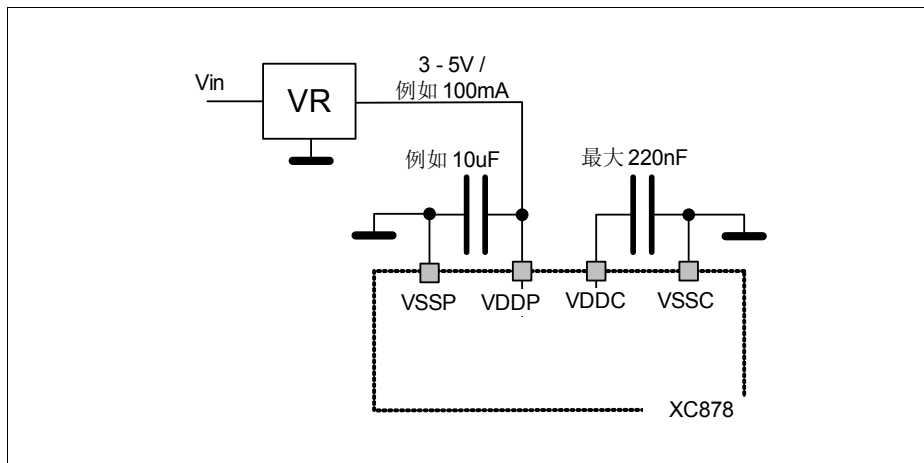 3 - 5V /
例如 100mA
Vin
VR
例如 10uF
最大 220nF
VSSP
VDDP
VDDC
VSSC
XC878